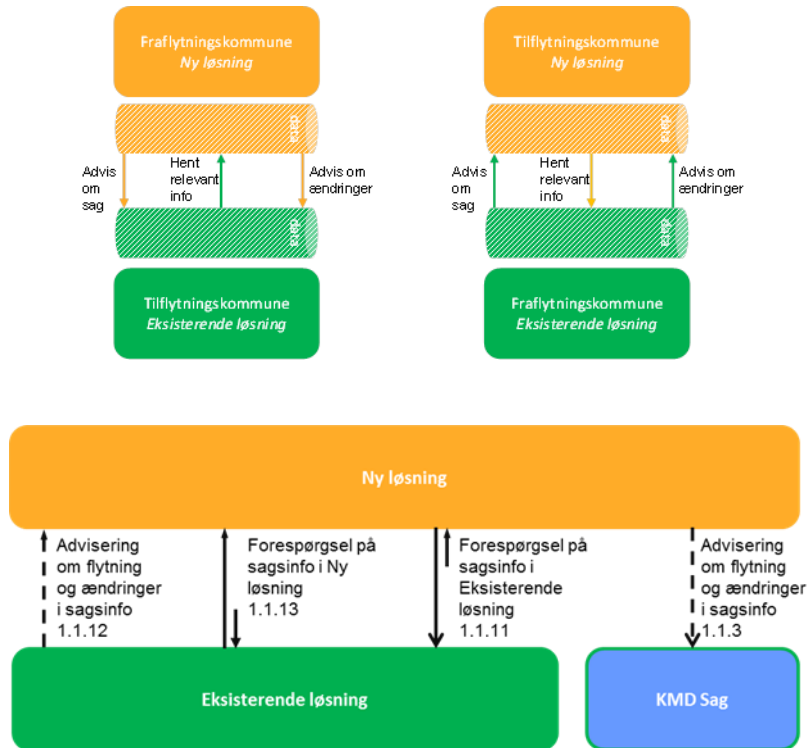 Fraflytningskommune
Ny løsning
data
Advis
om
sag
Hent
relevant
info
Advis om
ændringer
data
Tilflytningskommune
Eksisterende løsning
Tilflytningskommune
Ny løsning
data
Advis
om
sag
Hent
relevant
info
Advis om
ændringer
data
Fraflytningskommune
Eksisterende løsning
Ny løsning
Advisering
om flytning
og ændringer
i sagsinfo
1.1.12
Forespørgsel på
sagsinfo i Ny
løsning
1.1.13
Forespørgsel på
sagsinfo i
Eksisterende
løsning
1.1.11
Advisering
om flytning
og ændringer
i sagsinfo
1.1.3
Eksisterende løsning
KMD Sag